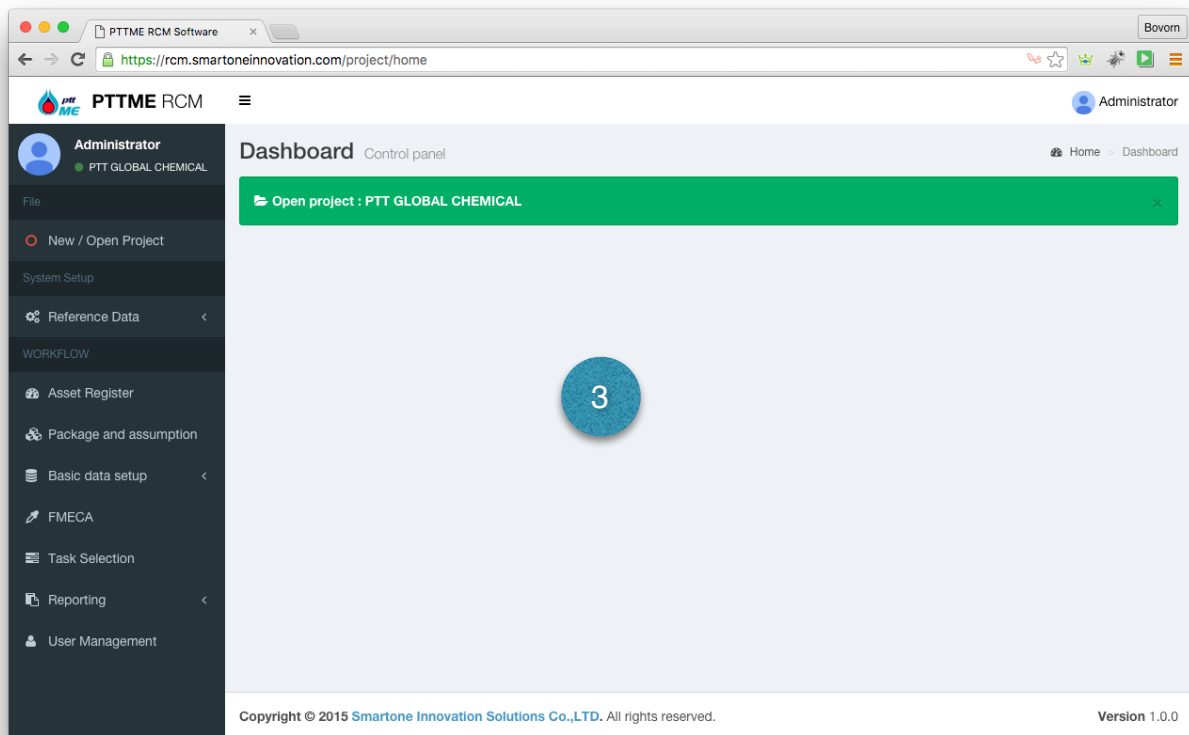 PTTME RCM Software
Bovorn
https://rcm.smartoneinnovation.com/project/home
ptt ME PTTME RCM
Administrator
Administrator
PTT GLOBAL CHEMICAL
Dashboard Control panel
Home > Dashboard
Open project : PTT GLOBAL CHEMICAL
×
File
New / Open Project
System Setup
Reference Data
WORKFLOW
Asset Register
Package and assumption
Basic data setup
FMECA
Task Selection
Reporting
User Management
3
Copyright © 2015 Smartone Innovation Solutions Co.,LTD. All rights reserved.
Version 1.0.0